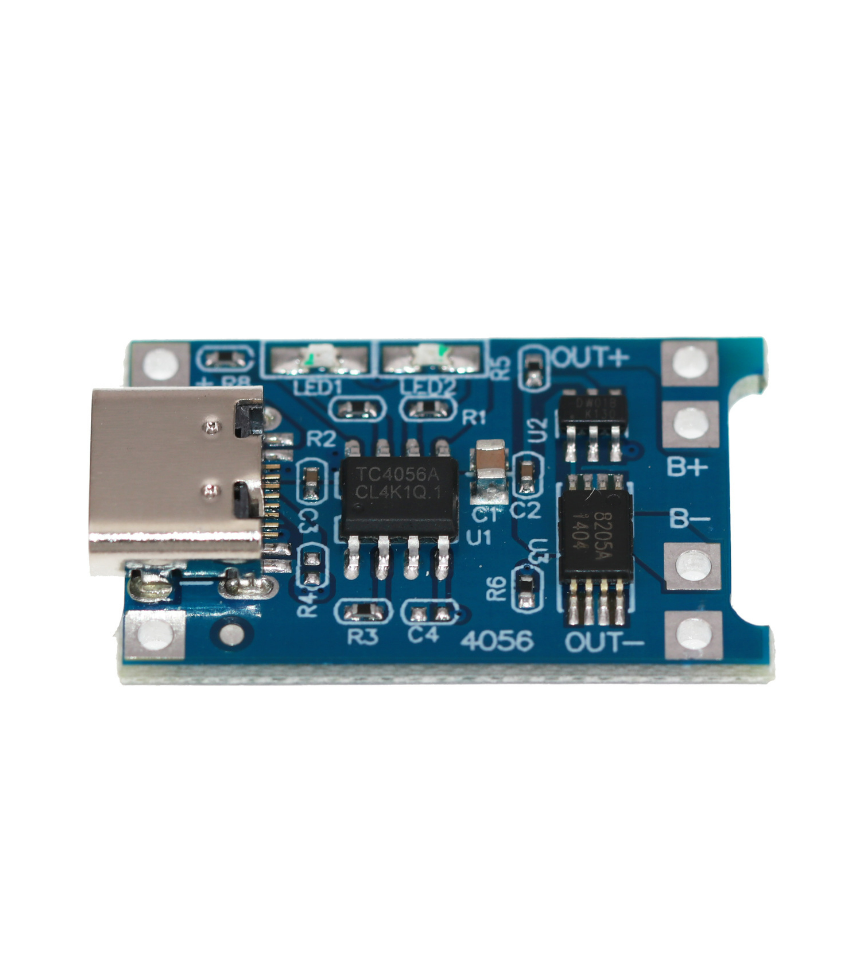 + R8
LED1
LED2
R5
OUT+
R1
R2
U2
B+
TC4056A
CL4K1Q.1
C3
C1
C2
U1
B-
8205A
1404
U3
R4
R6
R3
C4
4056
OUT-